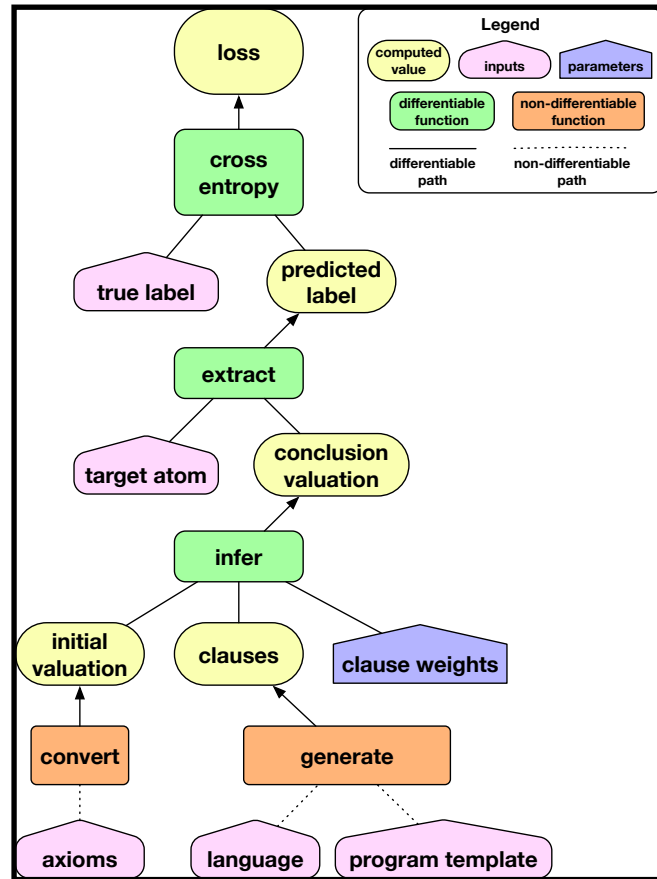 Legend
computed
value
inputs
parameters
differentiable
function
non-differentiable
function
differentiable
path
non-differentiable
path
loss
cross
entropy
true label
predicted
label
extract
target atom
conclusion
valuation
infer
initial
valuation
clauses
clause weights
convert
generate
axioms
language
program template